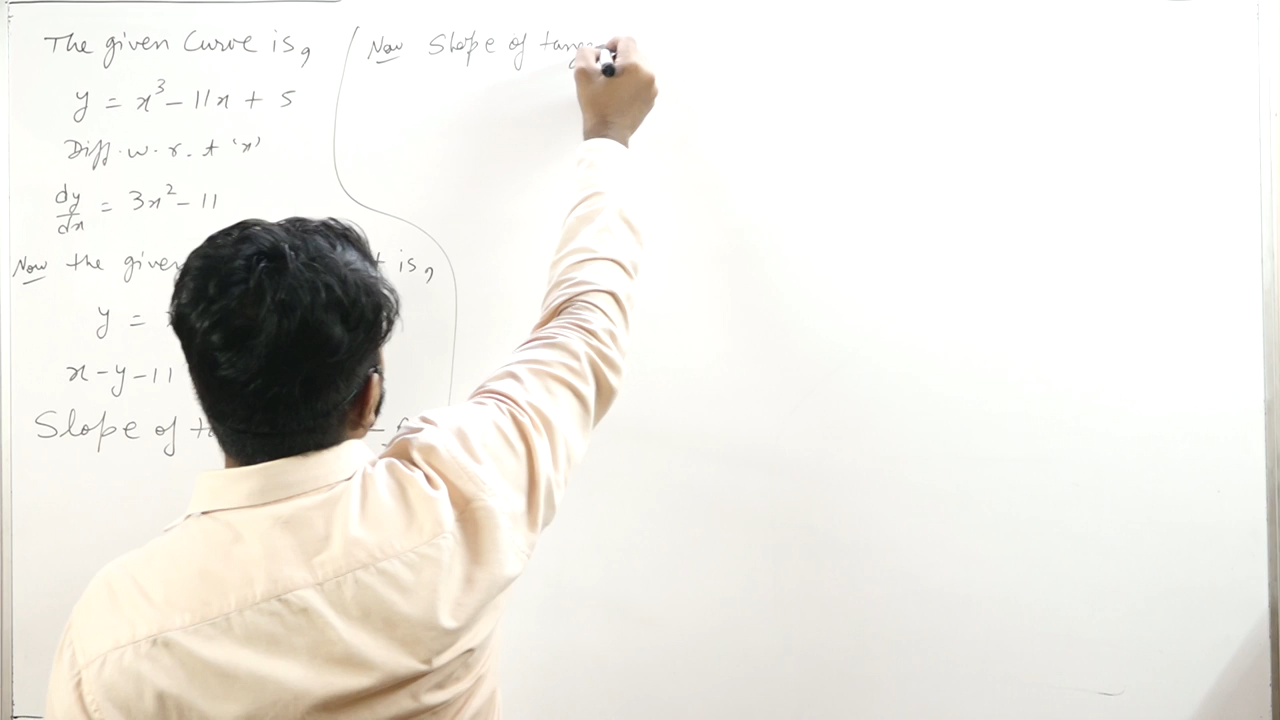 The given Curve is,
y = x³ - 11x + 5
Diff. w. r. t 'x'
dy/dx = 3x² - 11
Now the given is,
y =
x - y - 11
Slope of
Now Slope of tang